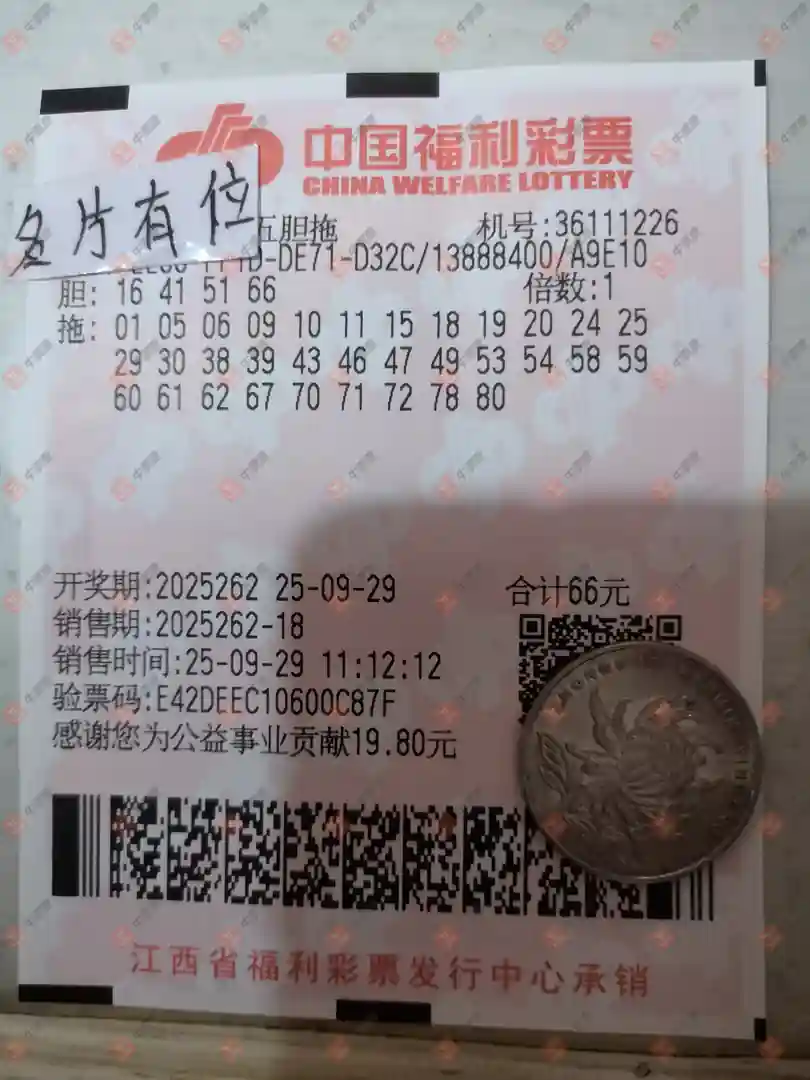 中国福利彩票
CHINA WELFARE LOTTERY
名片有位
五胆拖 机号:36111226
-DE71-D32C/13888400/A9E10
胆: 16 41 51 66 倍数:1
拖: 01 05 06 09 10 11 15 18 19 20 24 25
29 30 38 39 43 46 47 49 53 54 58 59
60 61 62 67 70 71 72 78 80
开奖期:2025262 25-09-29 合计66元
销售期:2025262-18
销售时间:25-09-29 11:12:12
验票码:E42DEEC10600C87F
感谢您为公益事业贡献19.80元
江西省福利彩票发行中心承销